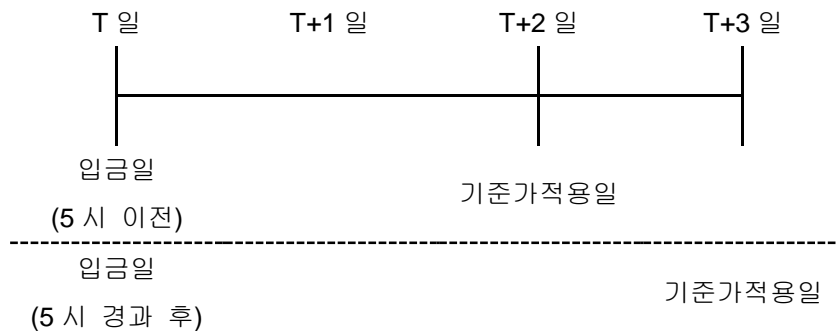 T 일 T+1 일 T+2 일 T+3 일
입금일
(5 시 이전)
기준가적용일
입금일
(5 시 경과 후)
기준가적용일